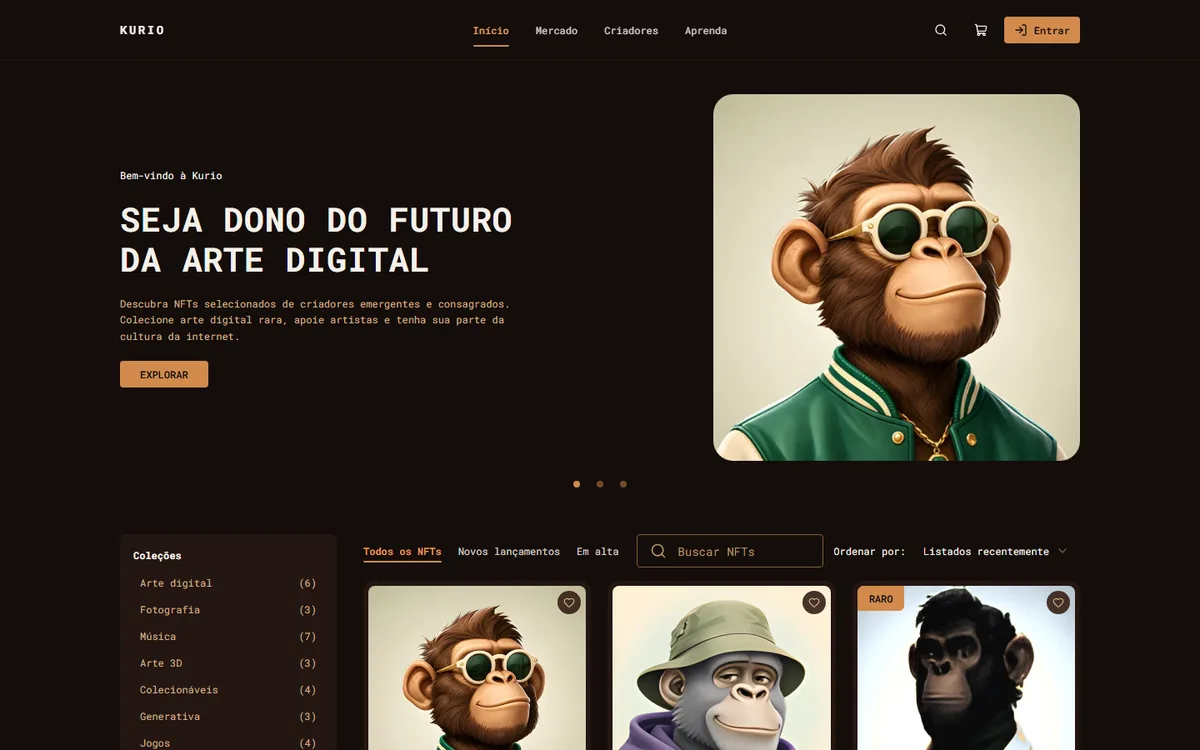 KURIO
Início
Mercado
Criadores
Aprenda
Entrar
Bem-vindo à Kurio
SEJA DONO DO FUTURO
DA ARTE DIGITAL
Descubra NFTs selecionados de criadores emergentes e consagrados.
Colecione arte digital rara, apoie artistas e tenha sua parte da
cultura da internet.
EXPLORAR
Coleções
Arte digital (6)
Fotografia (3)
Música (7)
Arte 3D (3)
Colecionáveis (4)
Generativa (3)
Jogos (4)
Todos os NFTs
Novos lançamentos
Em alta
Buscar NFTs
Ordenar por: Listados recentemente
RARO